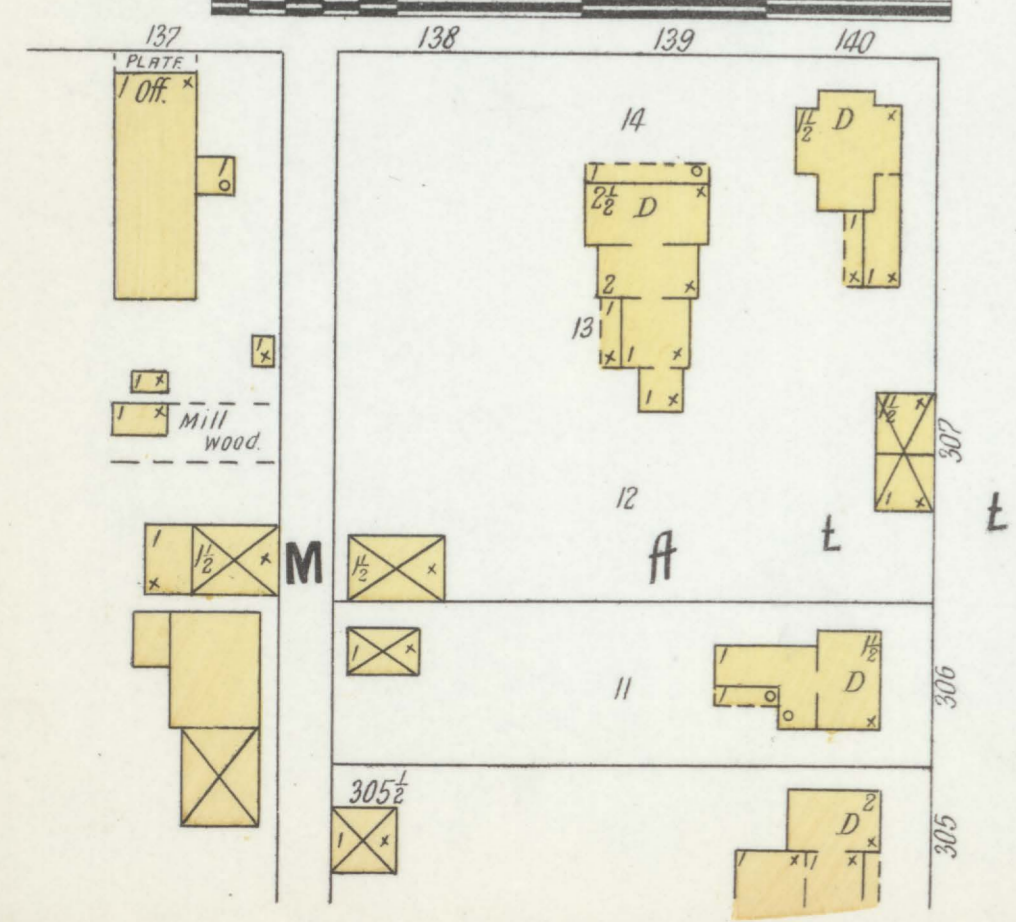 137 138 139 140
PLATF.
1 Off. x
1 o
14
1½ D x
1 o
2½ D x
2 x
1
13
x 1 x
1 x
1
x 1 x
1 x
1 x
1 x
Mill
wood.
1½ x
1 x
307
12
1
x
1½ x
M
1½ x
A t t
1 x
11
1
1 o
o
1½
D
x
306
305½
1 x
2
D
x
1 x 1 x
305